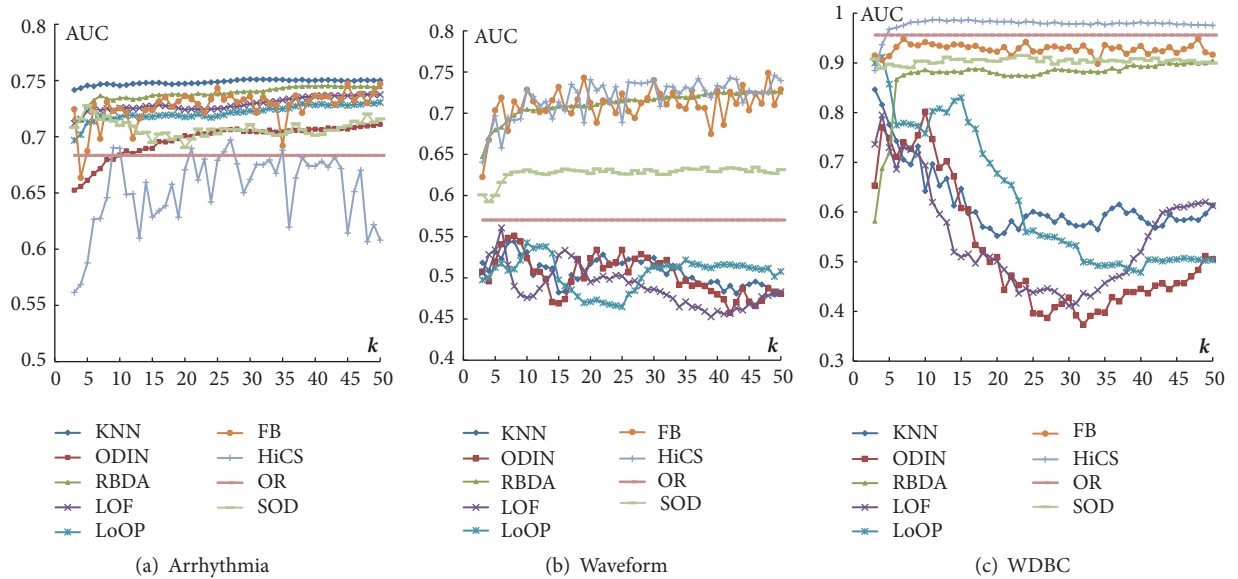 AUC
0.8
0.75
0.7
0.65
0.6
0.55
0.5
k
0 5 10 15 20 25 30 35 40 45 50
KNN FB
ODIN HiCS
RBDA OR
LOF SOD
LoOP
(a) Arrhythmia
AUC
0.8
0.75
0.7
0.65
0.6
0.55
0.5
0.45
0.4
k
0 5 10 15 20 25 30 35 40 45 50
KNN FB
ODIN HiCS
RBDA OR
LOF SOD
LoOP
(b) Waveform
AUC
1
0.9
0.8
0.7
0.6
0.5
0.4
0.3
k
0 5 10 15 20 25 30 35 40 45 50
KNN FB
ODIN HiCS
RBDA OR
LOF SOD
LoOP
(c) WDBC